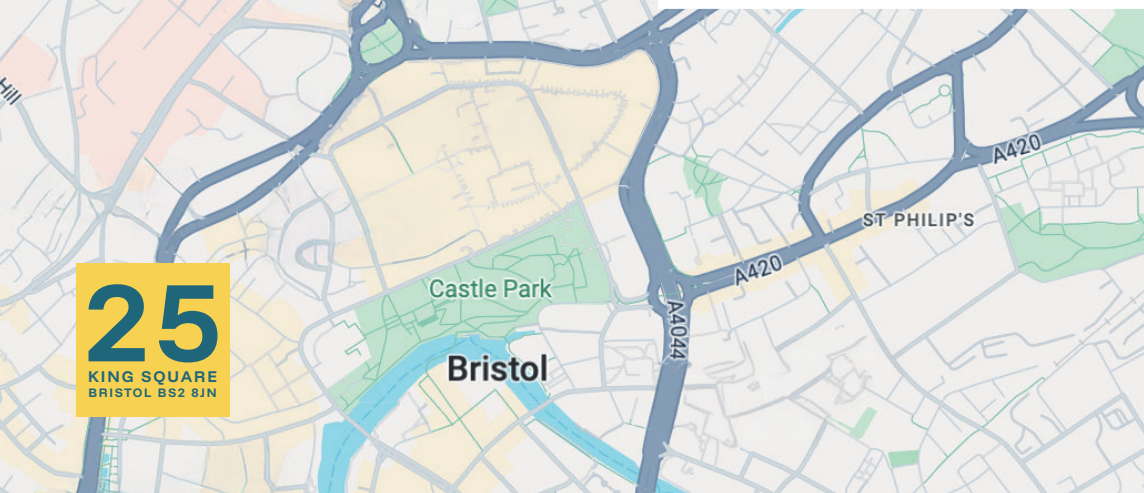 Hill
A420
ST PHILIP'S
A420
Castle Park
A4044
25
KING SQUARE
BRISTOL BS2 8JN
Bristol